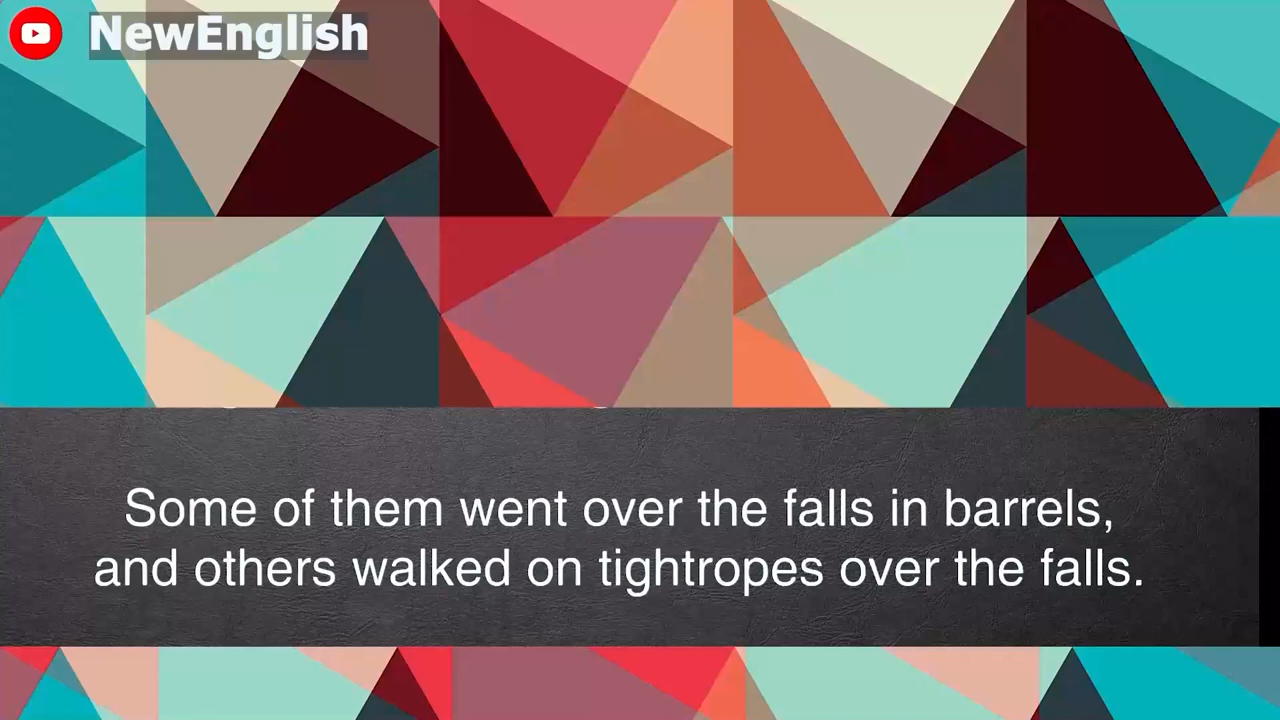 NewEnglish
Some of them went over the falls in barrels,
and others walked on tightropes over the falls.